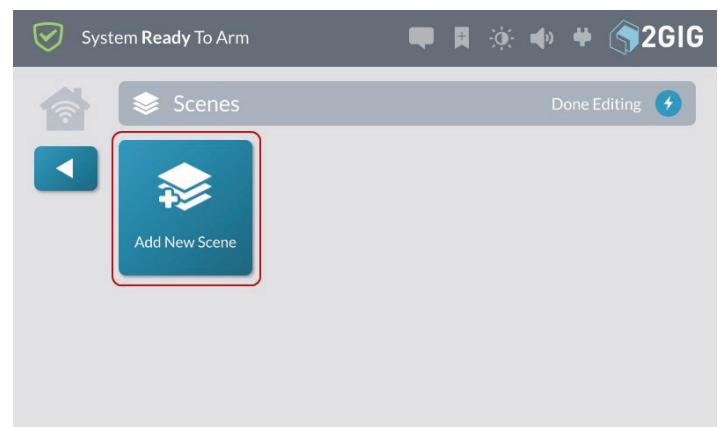 System Ready To Arm
2GIG
Scenes
Done Editing
Add New Scene